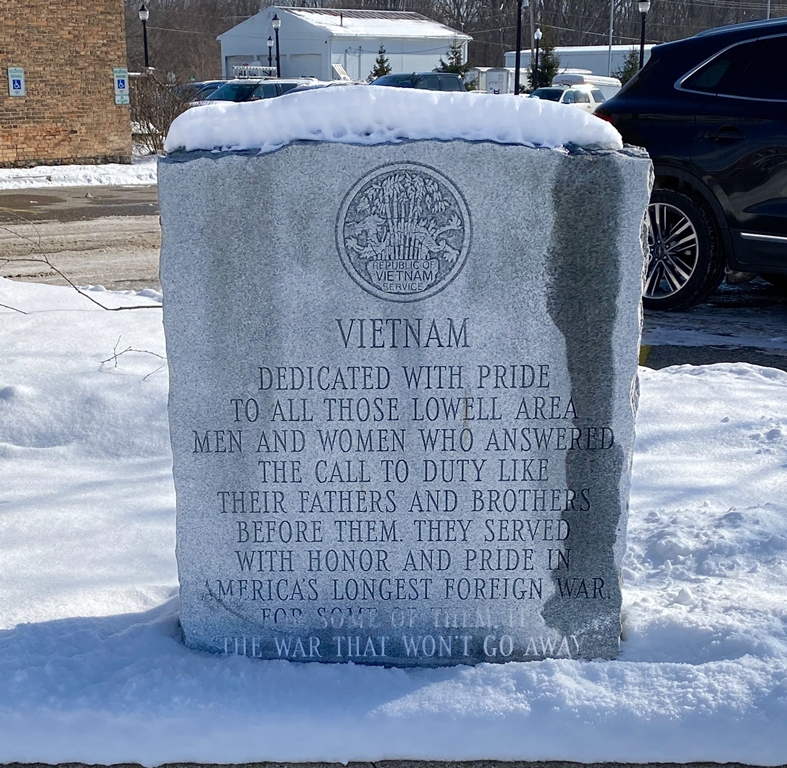 REPUBLIC OF
VIETNAM
SERVICE
VIETNAM
DEDICATED WITH PRIDE
TO ALL THOSE LOWELL AREA
MEN AND WOMEN WHO ANSWERED
THE CALL TO DUTY LIKE
THEIR FATHERS AND BROTHERS
BEFORE THEM. THEY SERVED
WITH HONOR AND PRIDE IN
AMERICA'S LONGEST FOREIGN WAR.
FOR SOME OF THEM, IT
THE WAR THAT WON'T GO AWAY